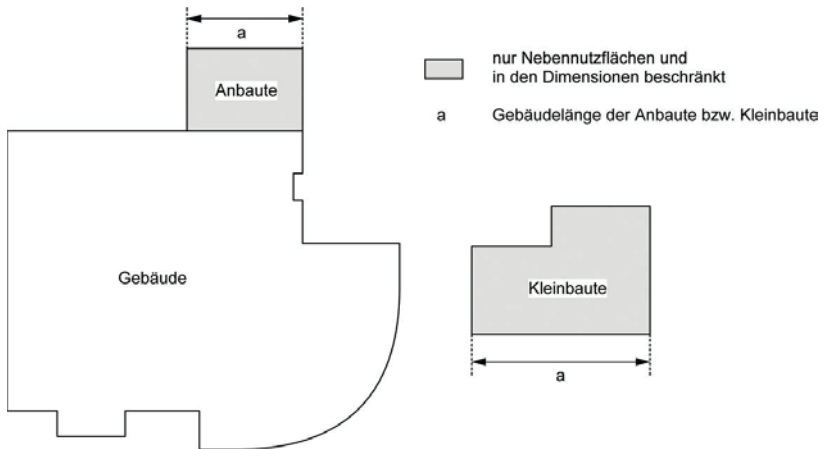 a
Anbaute
nur Nebennutzflächen und
in den Dimensionen beschränkt
a Gebäudelänge der Anbaute bzw. Kleinbaute
Gebäude
Kleinbaute
a